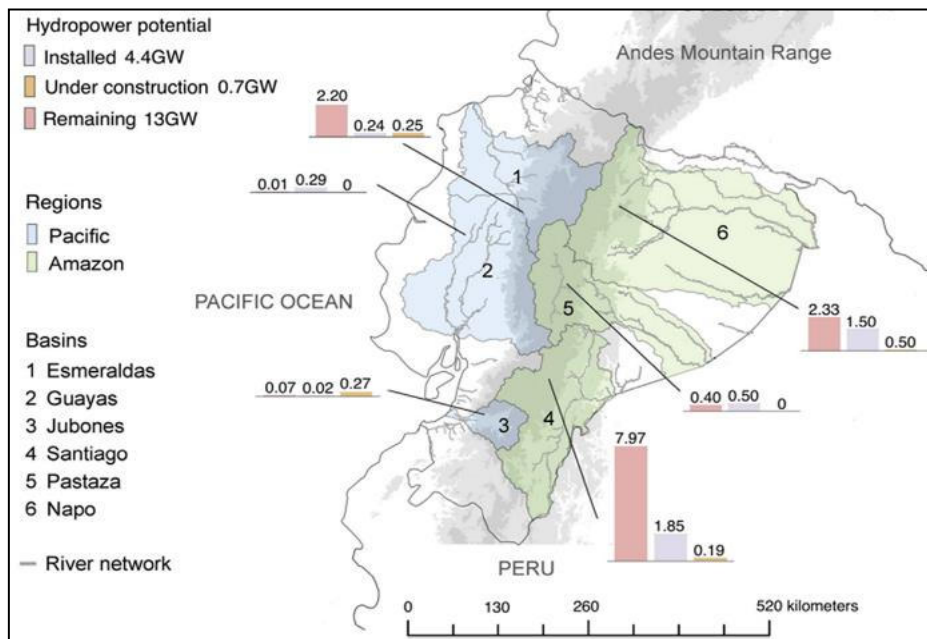 Hydropower potential
Installed 4.4GW
Under construction 0.7GW
Remaining 13GW
Andes Mountain Range
2.20
0.24 0.25
0.01 0.29 0
Regions
Pacific
Amazon
PACIFIC OCEAN
1
2
6
5
2.33
1.50
0.50
Basins
1 Esmeraldas
2 Guayas
3 Jubones
4 Santiago
5 Pastaza
6 Napo
0.07 0.02 0.27
0.40 0.50 0
3
4
7.97
1.85
0.19
River network
PERU
0 130 260 520 kilometers